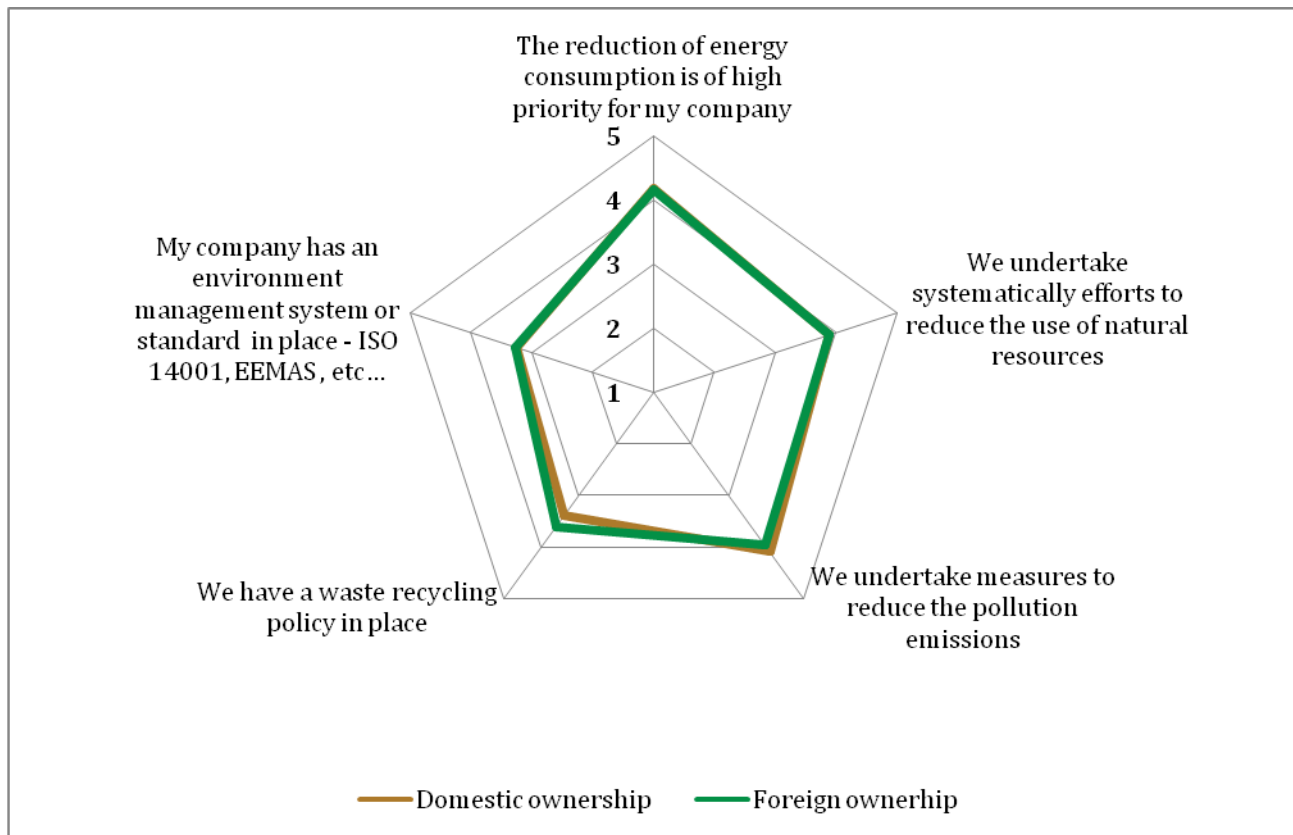 The reduction of energy
consumption is of high
priority for my company
5
4
3
2
1
We undertake
systematically efforts to
reduce the use of natural
resources
We undertake measures to
reduce the pollution
emissions
We have a waste recycling
policy in place
My company has an
environment
management system or
standard in place - ISO
14001, EEMAS, etc...
Domestic ownership
Foreign ownerhip